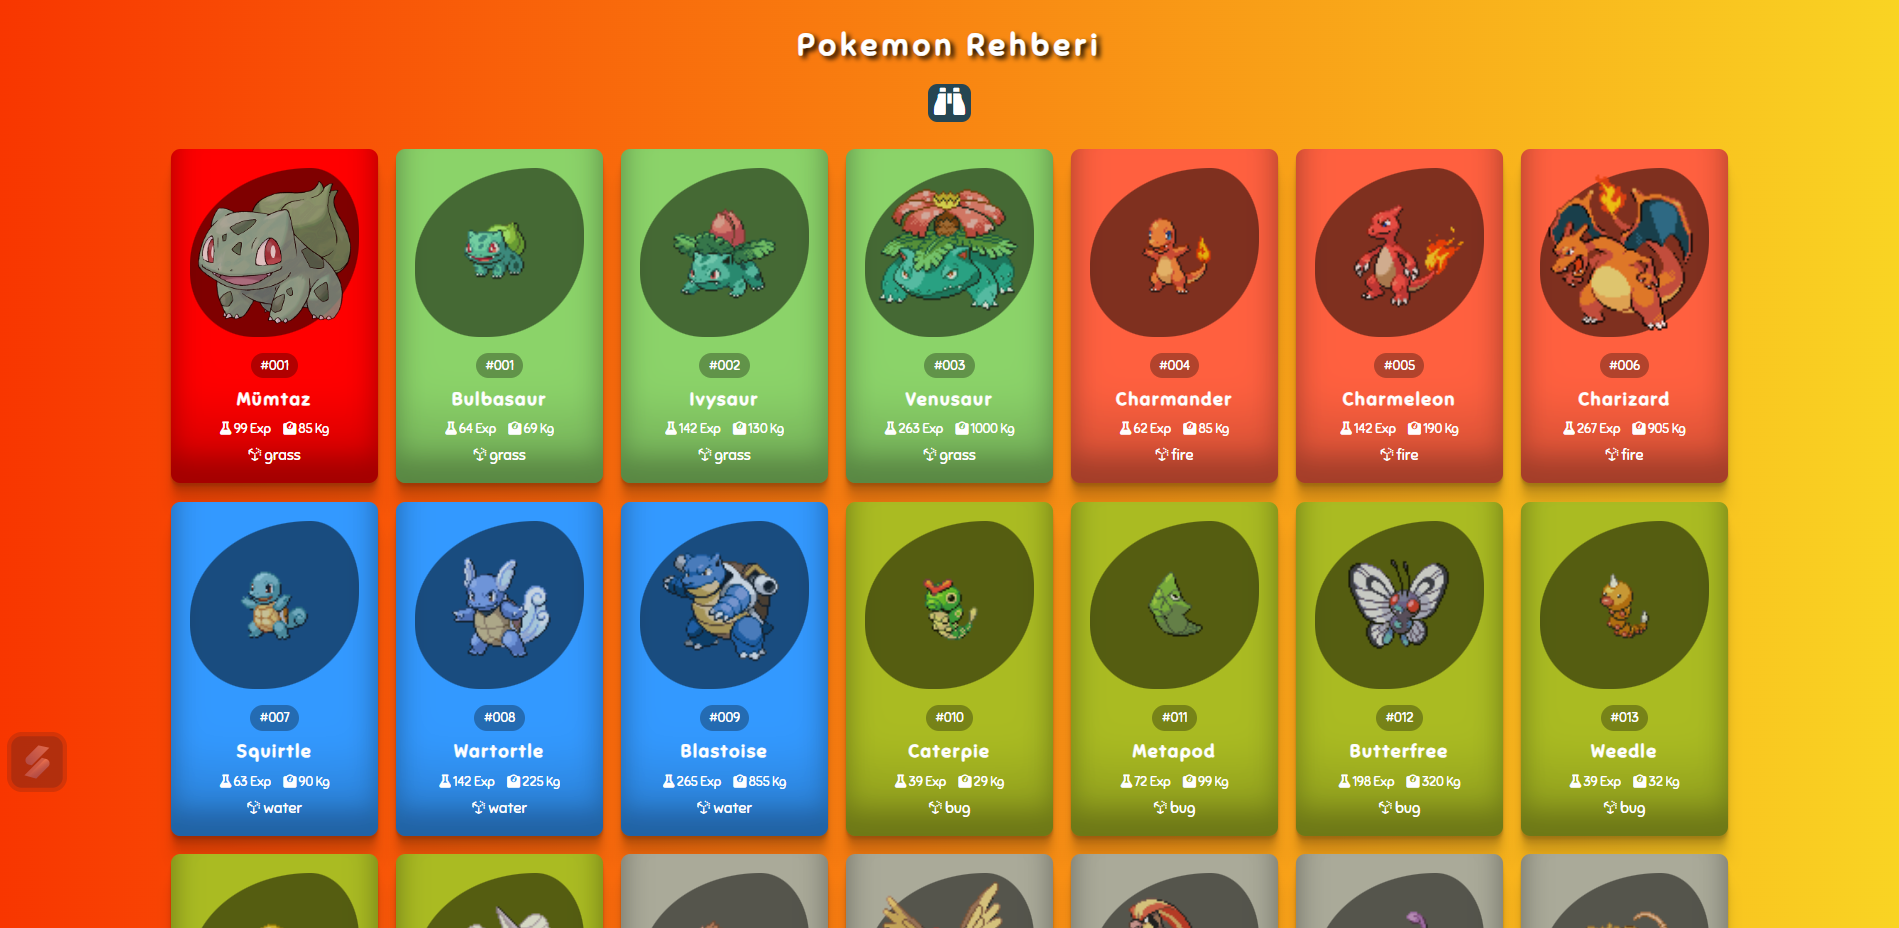 Pokemon Rehberi
#001
Mümtaz
99 Exp 85 Kg
grass
#001
Bulbasaur
64 Exp 69 Kg
grass
#002
Ivysaur
142 Exp 130 Kg
grass
#003
Venusaur
263 Exp 1000 Kg
grass
#004
Charmander
62 Exp 85 Kg
fire
#005
Charmeleon
142 Exp 190 Kg
fire
#006
Charizard
267 Exp 905 Kg
fire
#007
Squirtle
63 Exp 90 Kg
water
#008
Wartortle
142 Exp 225 Kg
water
#009
Blastoise
265 Exp 855 Kg
water
#010
Caterpie
39 Exp 29 Kg
bug
#011
Metapod
72 Exp 99 Kg
bug
#012
Butterfree
198 Exp 320 Kg
bug
#013
Weedle
39 Exp 32 Kg
bug